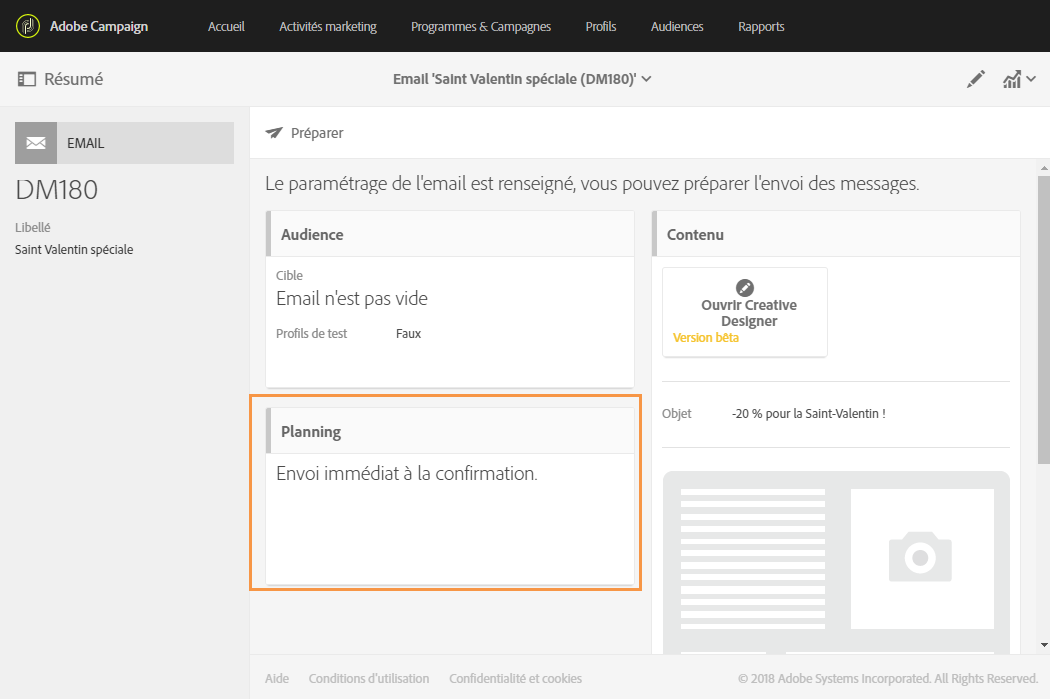 Adobe Campaign
Accueil
Activités marketing
Programmes & Campagnes
Profils
Audiences
Rapports
Résumé
Email 'Saint Valentin spéciale (DM180)'
EMAIL
DM180
Libellé
Saint Valentin spéciale
Préparer
Le paramétrage de l'email est renseigné, vous pouvez préparer l'envoi des messages.
Audience
Cible
Email n'est pas vide
Profils de test Faux
Planning
Envoi immédiat à la confirmation.
Contenu
Ouvrir Creative
Designer
Version bêta
Objet -20 % pour la Saint-Valentin !
Aide
Conditions d'utilisation
Confidentialité et cookies
© 2018 Adobe Systems Incorporated. All Rights Reserved.